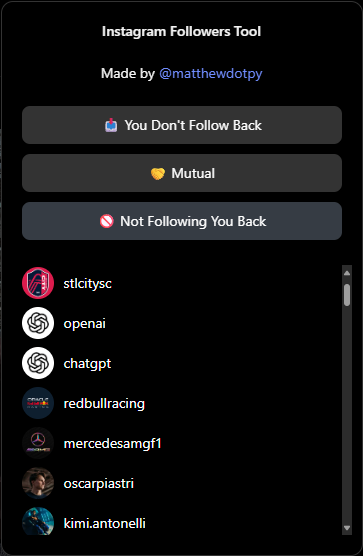 Instagram Followers Tool
Made by @matthewdotpy
📥 You Don't Follow Back
🤝 Mutual
🚫 Not Following You Back
stlcitysc
openai
chatgpt
ORACLE
redbullracing
mercedesamgf1
oscarpiastri
kimi.antonelli